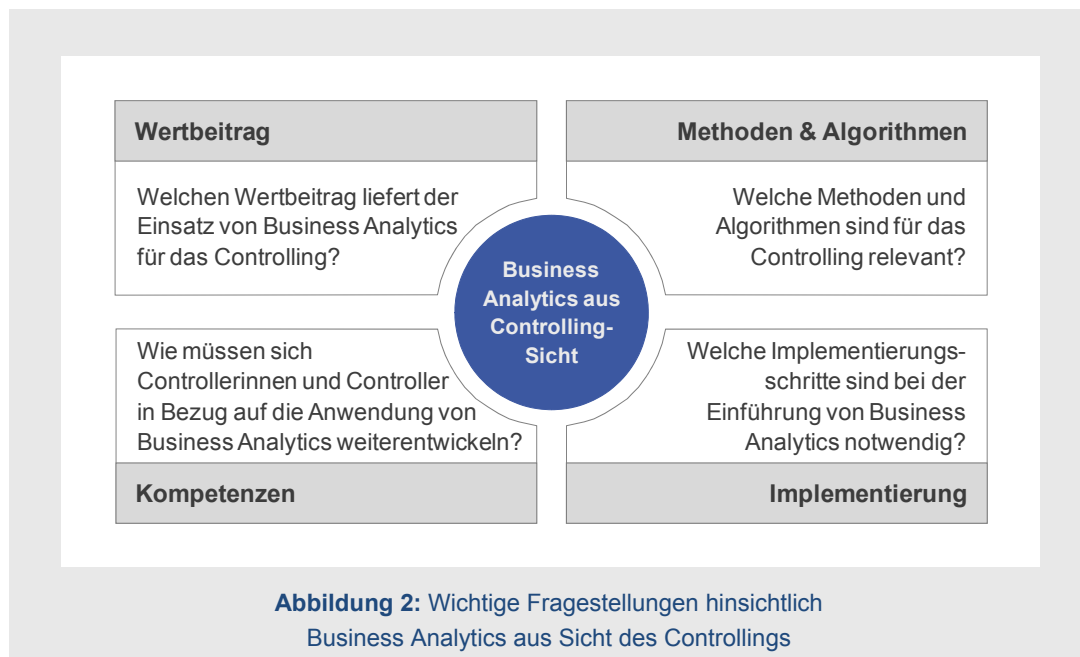 Wertbeitrag
Welchen Wertbeitrag liefert der
Einsatz von Business Analytics
für das Controlling?
Methoden & Algorithmen
Welche Methoden und
Algorithmen sind für das
Controlling relevant?
Business
Analytics aus
Controlling-
Sicht
Wie müssen sich
Controllerinnen und Controller
in Bezug auf die Anwendung von
Business Analytics weiterentwickeln?
Kompetenzen
Welche Implementierungs-
schritte sind bei der
Einführung von Business
Analytics notwendig?
Implementierung
Abbildung 2: Wichtige Fragestellungen hinsichtlich
Business Analytics aus Sicht des Controllings